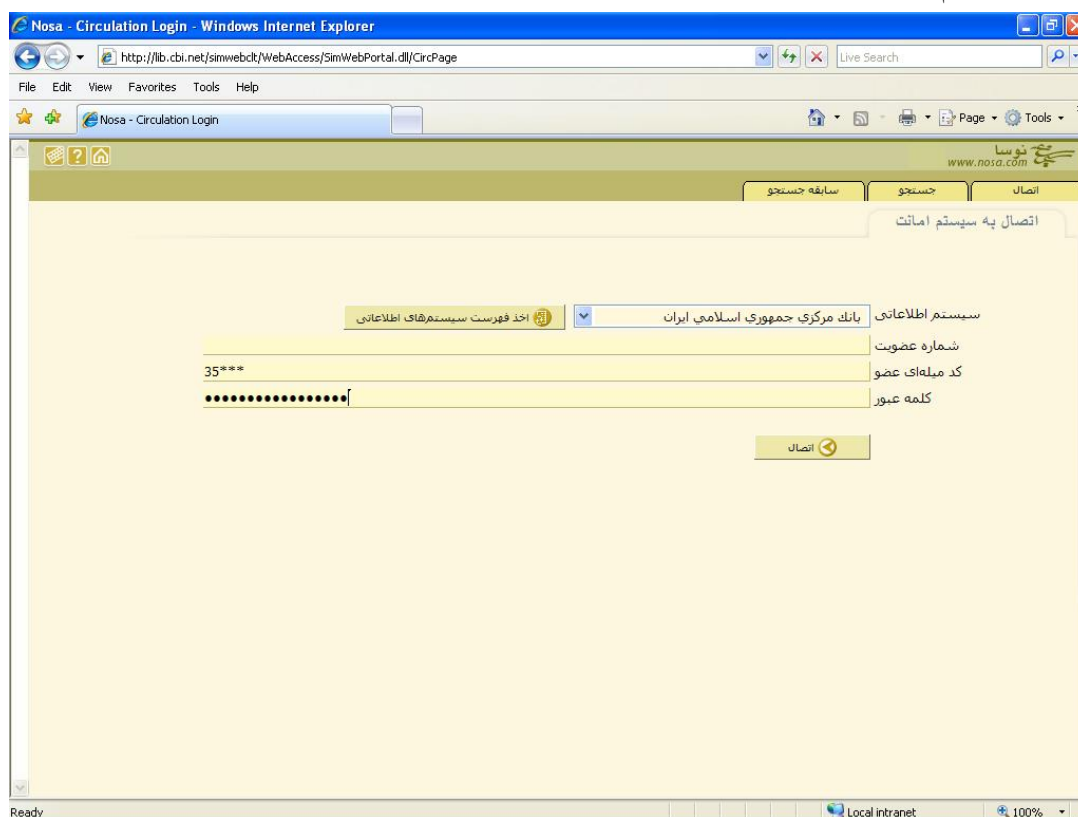 Nosa - Circulation Login - Windows Internet Explorer
http://lib.cbi.net/simwebclt/WebAccess/SimWebPortal.dll/CircPage
Live Search
File Edit View Favorites Tools Help
Nosa - Circulation Login
Page Tools
نوسا
www.nosa.com
اتصال جستجو سابقه جستجو
اتصال به سیستم امانت
سیستم اطلاعاتی بانك مركزي جمهوري اسلامي ايران اخذ فهرست سیستم‌های اطلاعاتی
شماره عضویت
کد میله‌ای عضو 35***
کلمه عبور •••••••••••••••••
اتصال
Ready Local intranet 100%